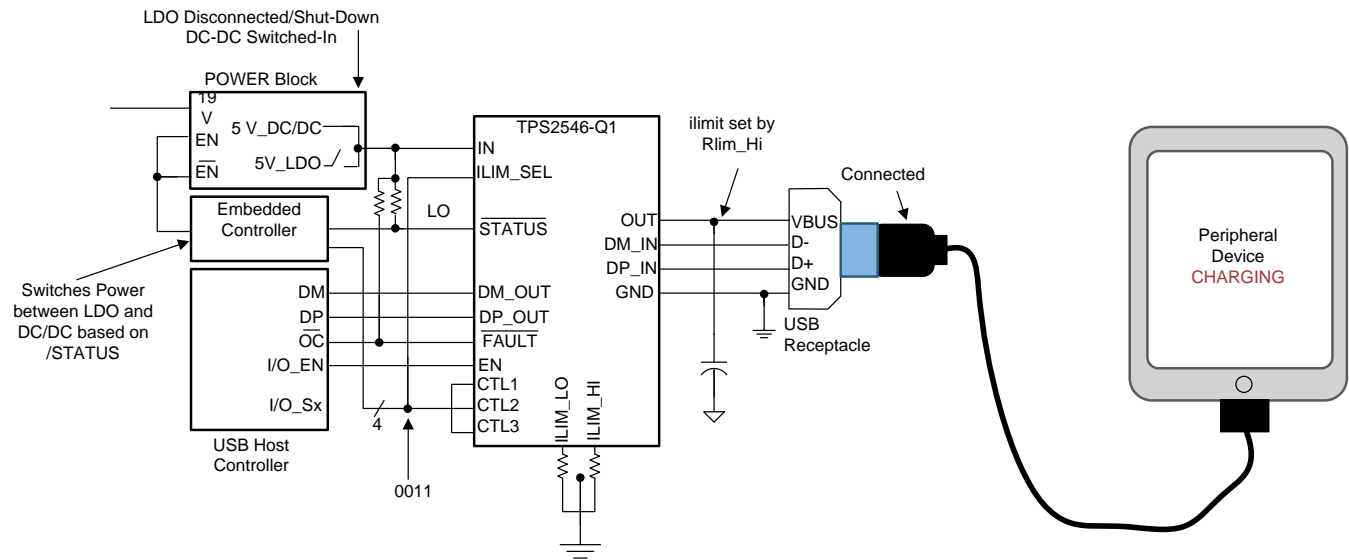 LDO Disconnected/Shut-Down
DC-DC Switched-In
POWER Block
19
V
EN
EN
5 V_DC/DC
5V_LDO
Embedded
Controller
Switches Power
between LDO and
DC/DC based on
/STATUS
DM
DP
OC
I/O_EN
I/O_Sx
USB Host
Controller
4
0011
LO
TPS2546-Q1
IN
ILIM_SEL
STATUS
DM_OUT
DP_OUT
FAULT
EN
CTL1
CTL2
CTL3
ILIM_LO
ILIM_HI
OUT
DM_IN
DP_IN
GND
ilimit set by
Rlim_Hi
VBUS
D-
D+
GND
USB
Receptacle
Connected
Peripheral
Device
CHARGING